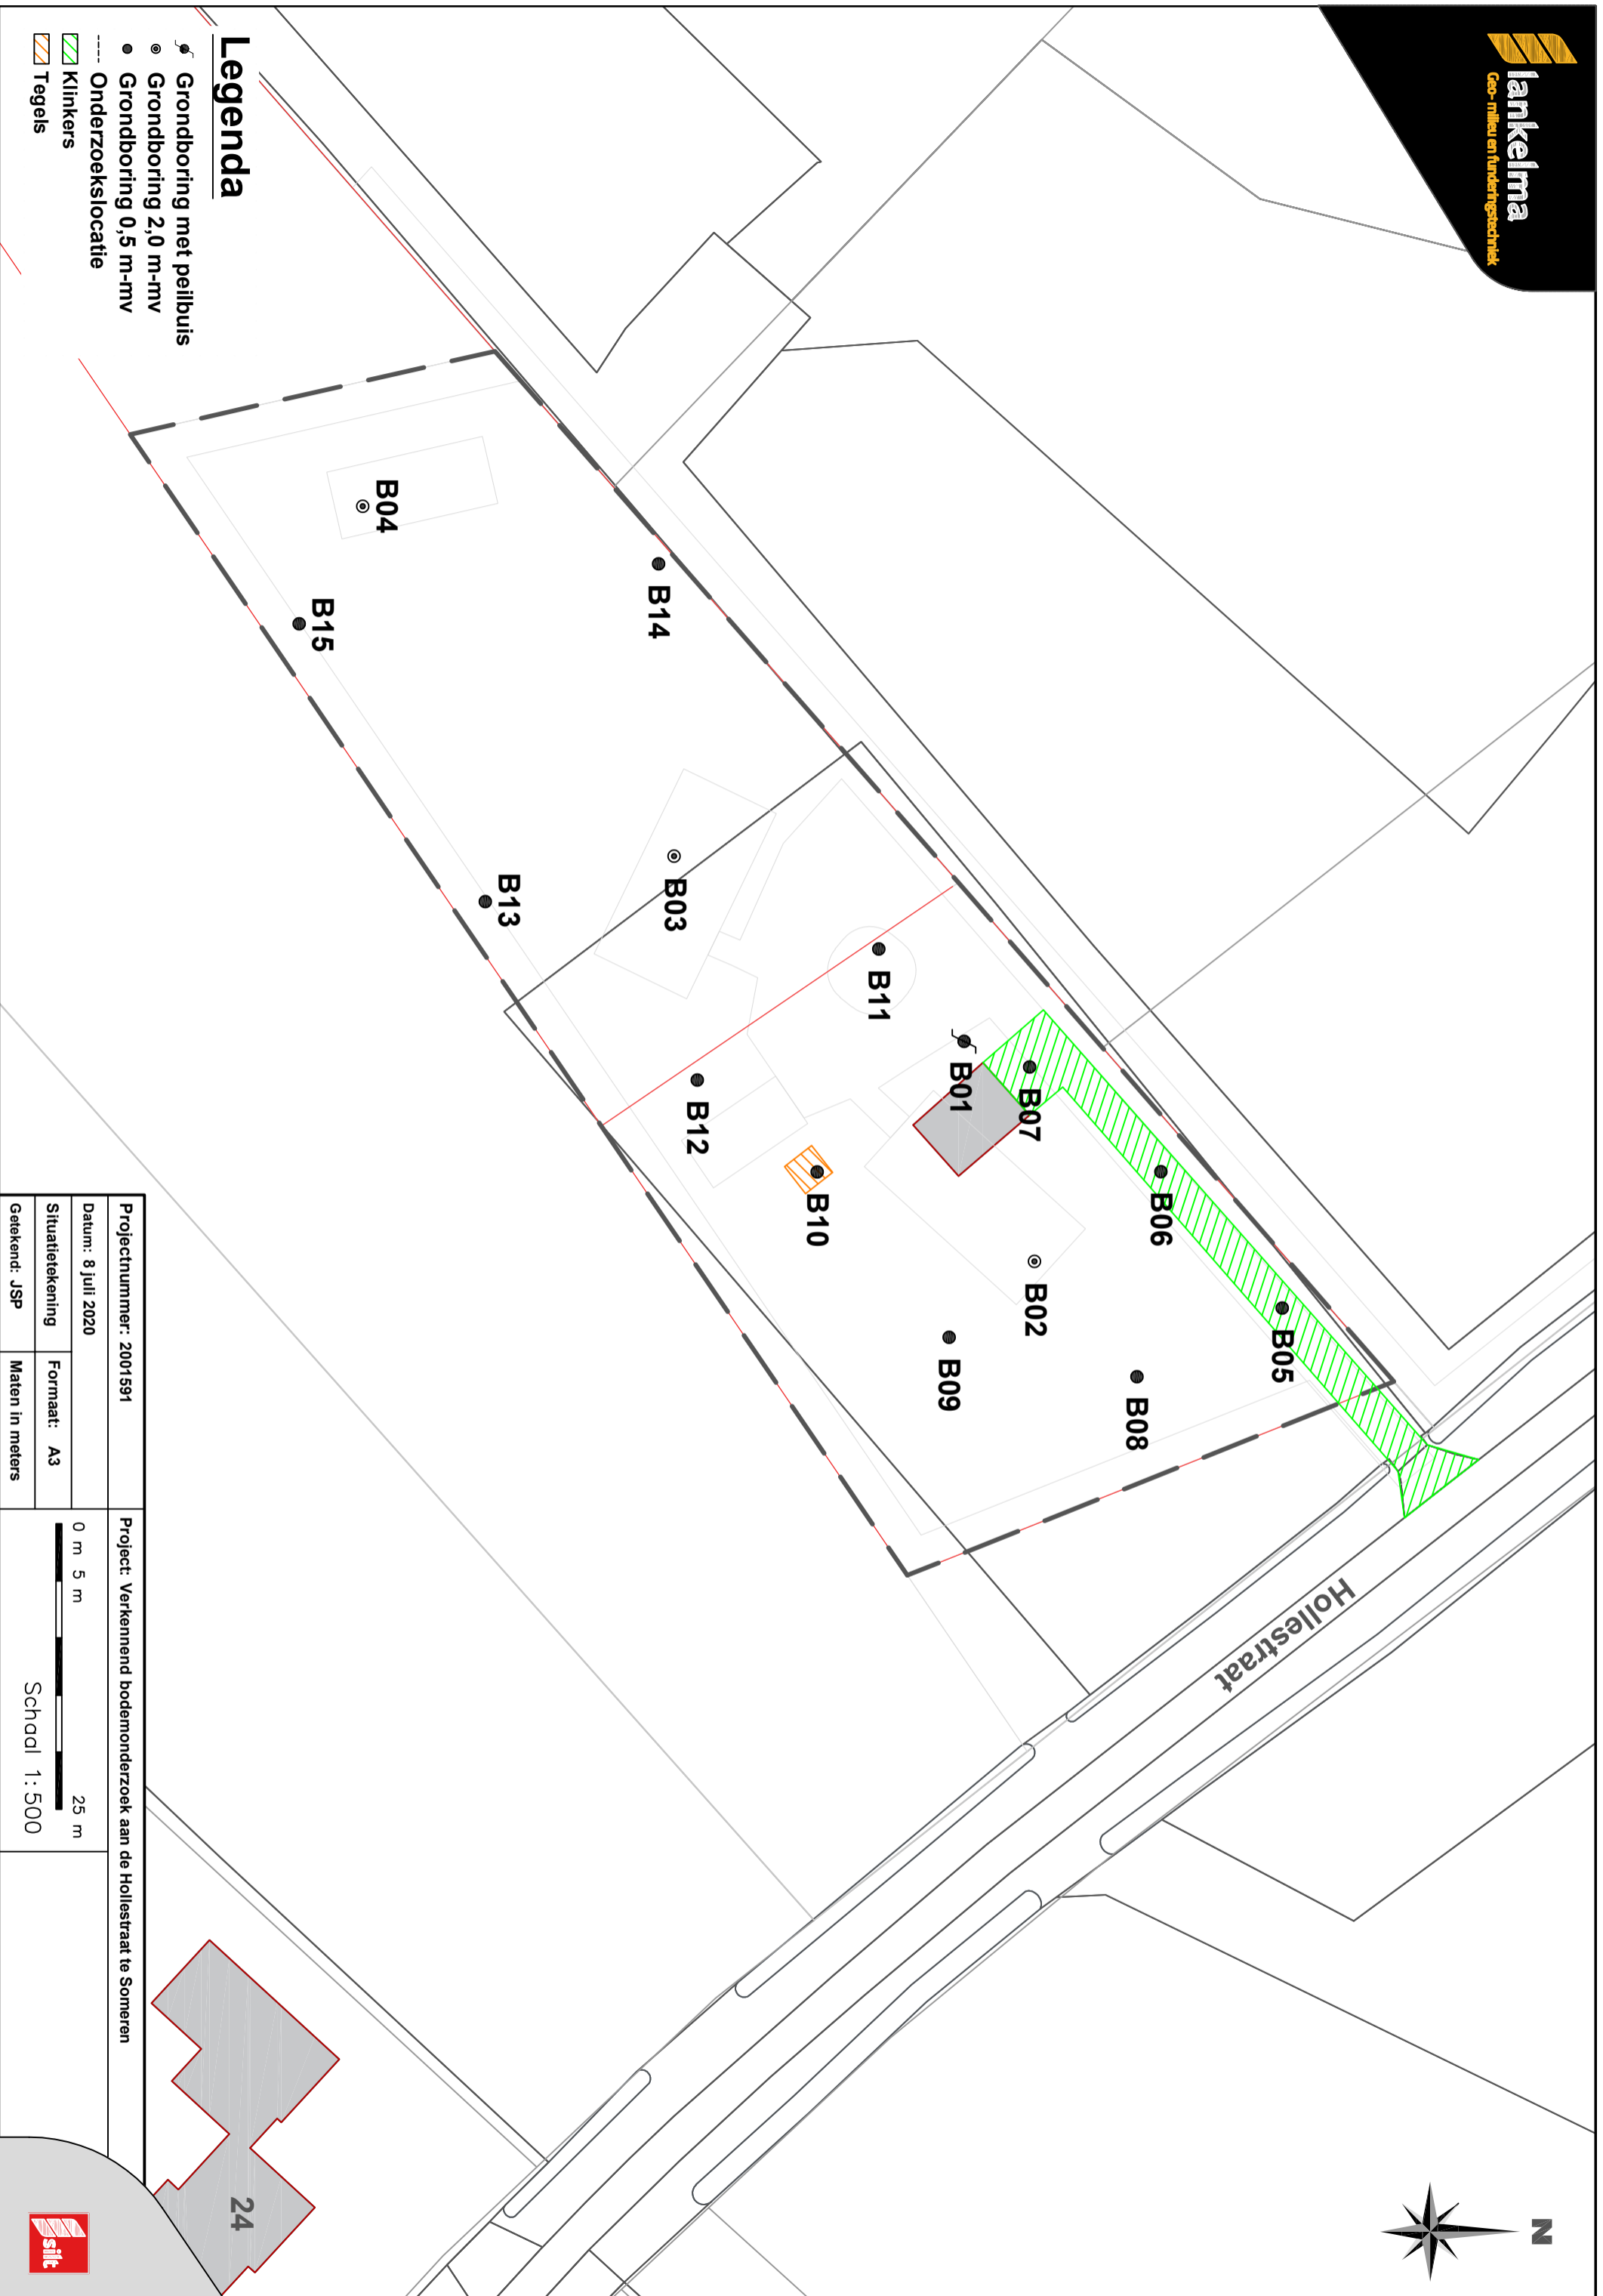 lankelma
Geo- milieu en funderingstechniek
N
Hollestraat
B05
B06
B07
B08
B01
B02
B09
B11
B10
B12
B03
B14
B13
B04
B15
24
Legenda
Grondboring met peilbuis
Grondboring 2,0 m-mv
Grondboring 0,5 m-mv
Onderzoekslocatie
Klinkers
Tegels
Projectnummer: 2001591
Project: Verkennend bodemonderzoek aan de Hollestraat te Someren
Datum: 8 juli 2020
Situatietekening
Formaat: A3
Getekend: JSP
Maten in meters
0 m 5 m 25 m
Schaal 1:500
silt